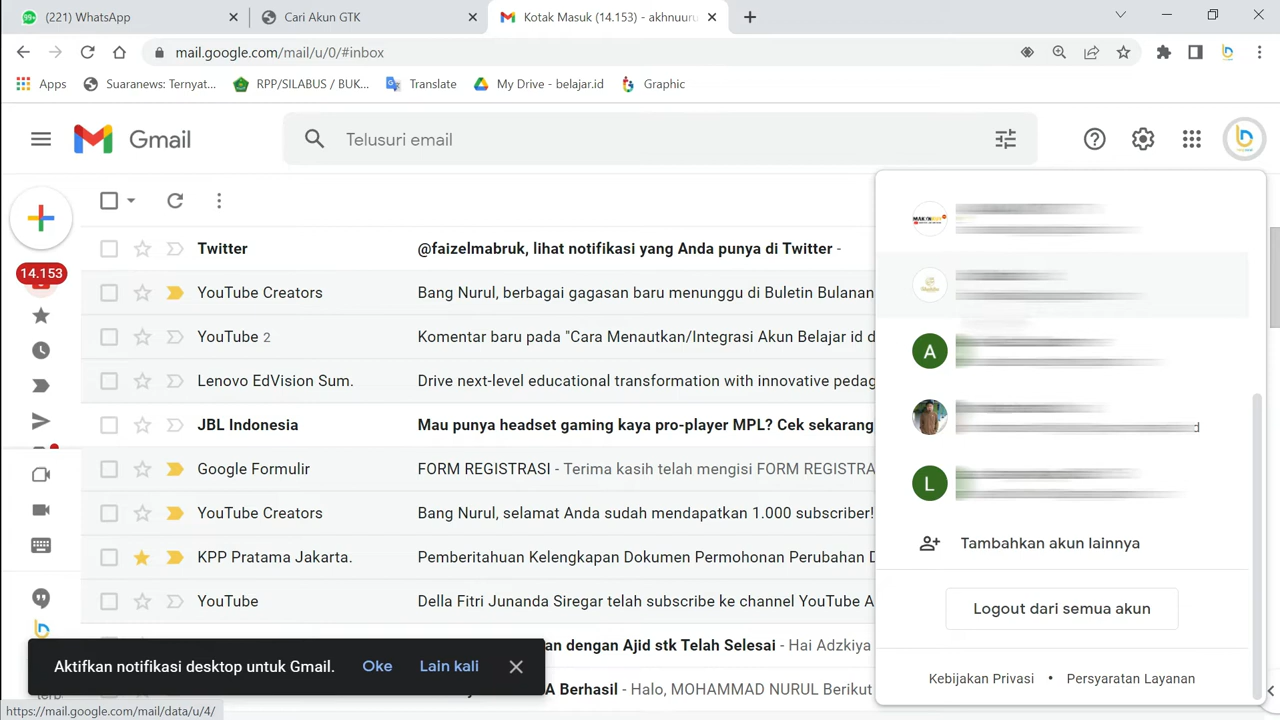 99+ (221) WhatsApp
Cari Akun GTK
Kotak Masuk (14.153) - akhnuuru
mail.google.com/mail/u/0/#inbox
Apps
Suaranews: Ternyat...
RPP/SILABUS / BUK...
Translate
My Drive - belajar.id
Graphic
Gmail
Telusuri email
14.153
Twitter @faizelmabruk, lihat notifikasi yang Anda punya di Twitter -
YouTube Creators Bang Nurul, berbagai gagasan baru menunggu di Buletin Bulanan
YouTube 2 Komentar baru pada "Cara Menautkan/Integrasi Akun Belajar id d
Lenovo EdVision Sum. Drive next-level educational transformation with innovative pedag
JBL Indonesia Mau punya headset gaming kaya pro-player MPL? Cek sekarang
Google Formulir FORM REGISTRASI - Terima kasih telah mengisi FORM REGISTRA
YouTube Creators Bang Nurul, selamat Anda sudah mendapatkan 1.000 subscriber!
KPP Pratama Jakarta. Pemberitahuan Kelengkapan Dokumen Permohonan Perubahan D
YouTube Della Fitri Junanda Siregar telah subscribe ke channel YouTube A
an dengan Ajid stk Telah Selesai - Hai Adzkiya
A Berhasil - Halo, MOHAMMAD NURUL Berikut
A
L
Tambahkan akun lainnya
Logout dari semua akun
Kebijakan Privasi • Persyaratan Layanan
Aktifkan notifikasi desktop untuk Gmail. Oke Lain kali
https://mail.google.com/mail/data/u/4/